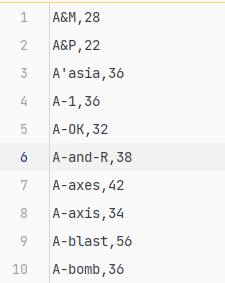 1 A&M,28
2 A&P,22
3 A'asia,36
4 A-1,36
5 A-OK,32
6 A-and-R,38
7 A-axes,42
8 A-axis,34
9 A-blast,56
10 A-bomb,36